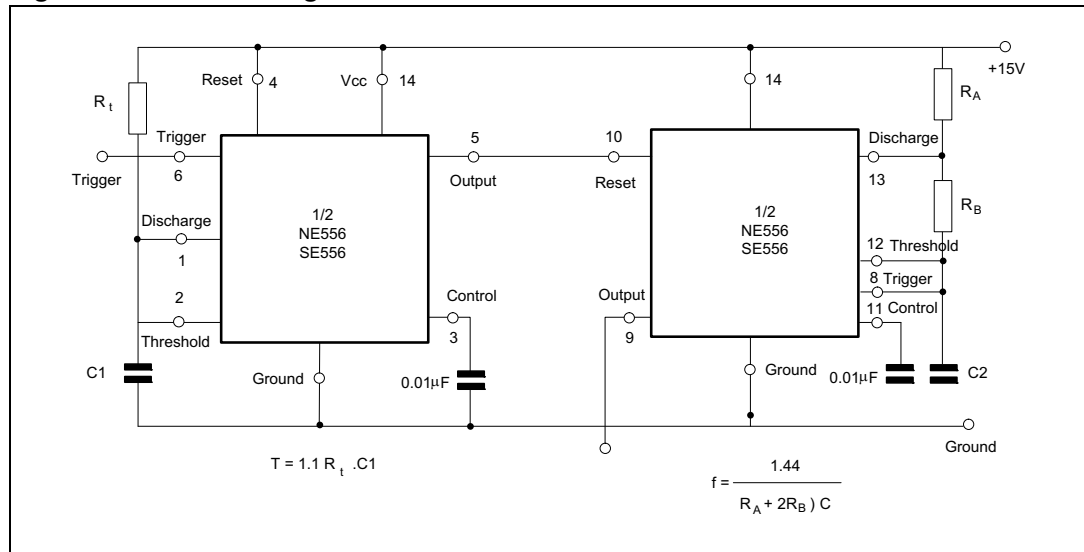 +15V
Reset 4
Vcc 14
14
R t
R A
Trigger
6
Trigger
5
Output
10
Reset
Discharge
13
1/2
NE556
SE556
1/2
NE556
SE556
R B
Discharge
1
12 Threshold
8 Trigger
11 Control
2
Threshold
Control
3
Output
9
C1
Ground
0.01µF
Ground
0.01µF
C2
Ground
T = 1.1 R t .C1
f = 1.44
R A + 2R B ) C